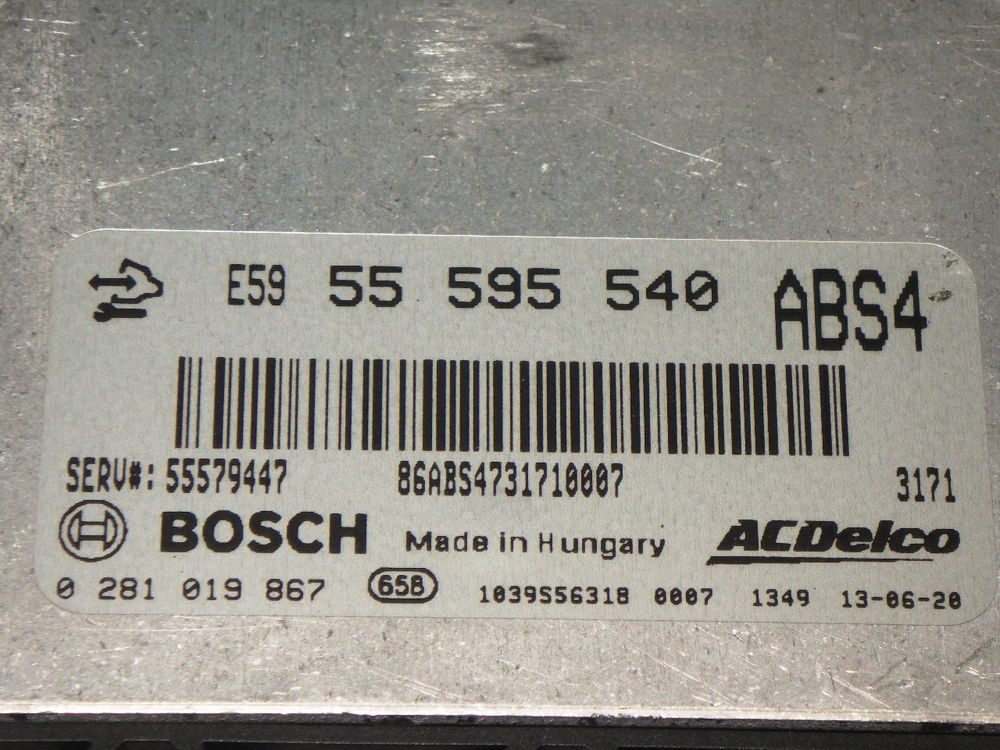 E59 55 595 540 ABS4
SERV#: 55579447 86ABS4731710007 3171
BOSCH Made in Hungary ACDelco
0 281 019 867 658 1039S56318 0007 1349 13-06-20